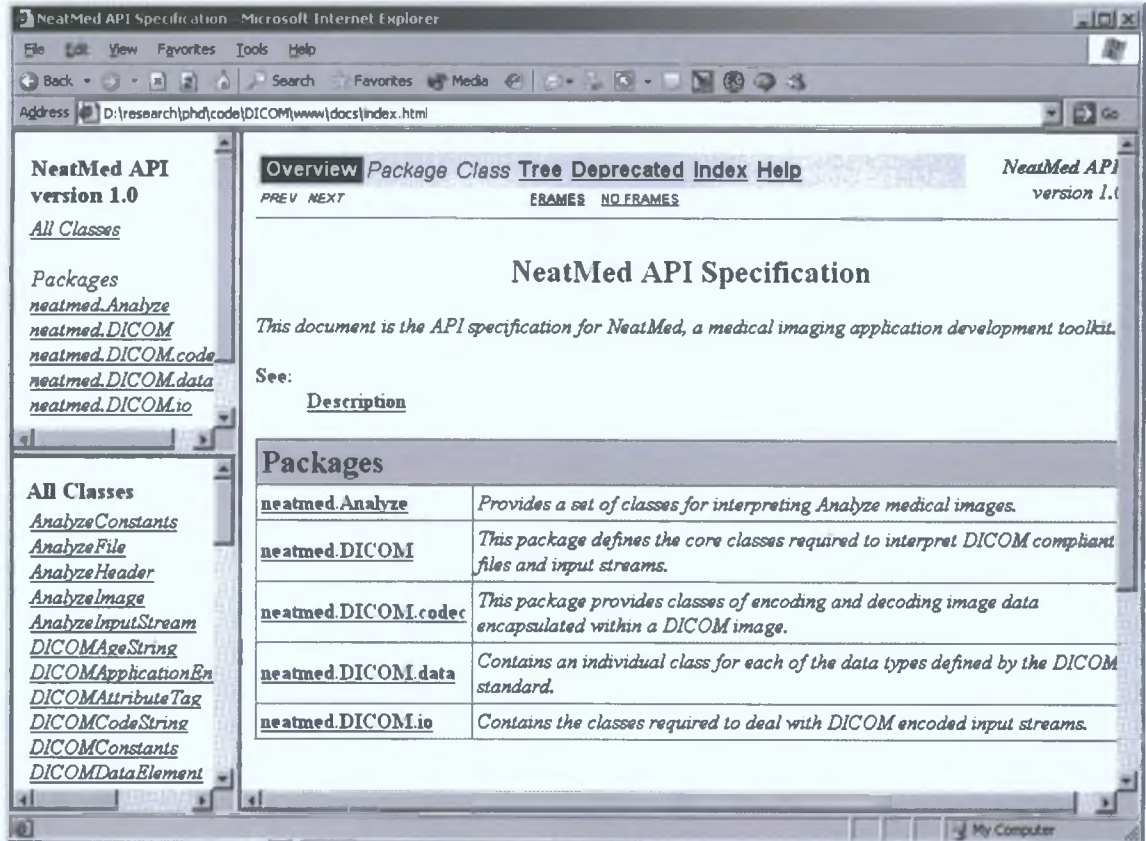 NeatMed API Specification - Microsoft Internet Explorer
File Edit View Favorites Tools Help
Back Search Favorites Media
Address D:\research\phd\code\DICOM\www\docs\index.html Go
NeatMed API
version 1.0
All Classes
Packages
neatmed.Analyze
neatmed.DICOM
neatmed.DICOM.code
neatmed.DICOM.data
neatmed.DICOM.io
All Classes
AnalyzeConstants
AnalyzeFile
AnalyzeHeader
AnalyzeImage
AnalyzeInputStream
DICOMAgeString
DICOMApplicationEn
DICOMAttributeTag
DICOMCodeString
DICOMConstants
DICOMDataElement
Overview Package Class Tree Deprecated Index Help
NeatMed API
version 1.0
PREV NEXT
FRAMES NO FRAMES
NeatMed API Specification
This document is the API specification for NeatMed, a medical imaging application development toolkit.
See:
Description
Packages
neatmed.Analyze Provides a set of classes for interpreting Analyze medical images.
neatmed.DICOM This package defines the core classes required to interpret DICOM compliant
files and input streams.
neatmed.DICOM.codec This package provides classes of encoding and decoding image data
encapsulated within a DICOM image.
neatmed.DICOM.data Contains an individual class for each of the data types defined by the DICOM
standard.
neatmed.DICOM.io Contains the classes required to deal with DICOM encoded input streams.
My Computer